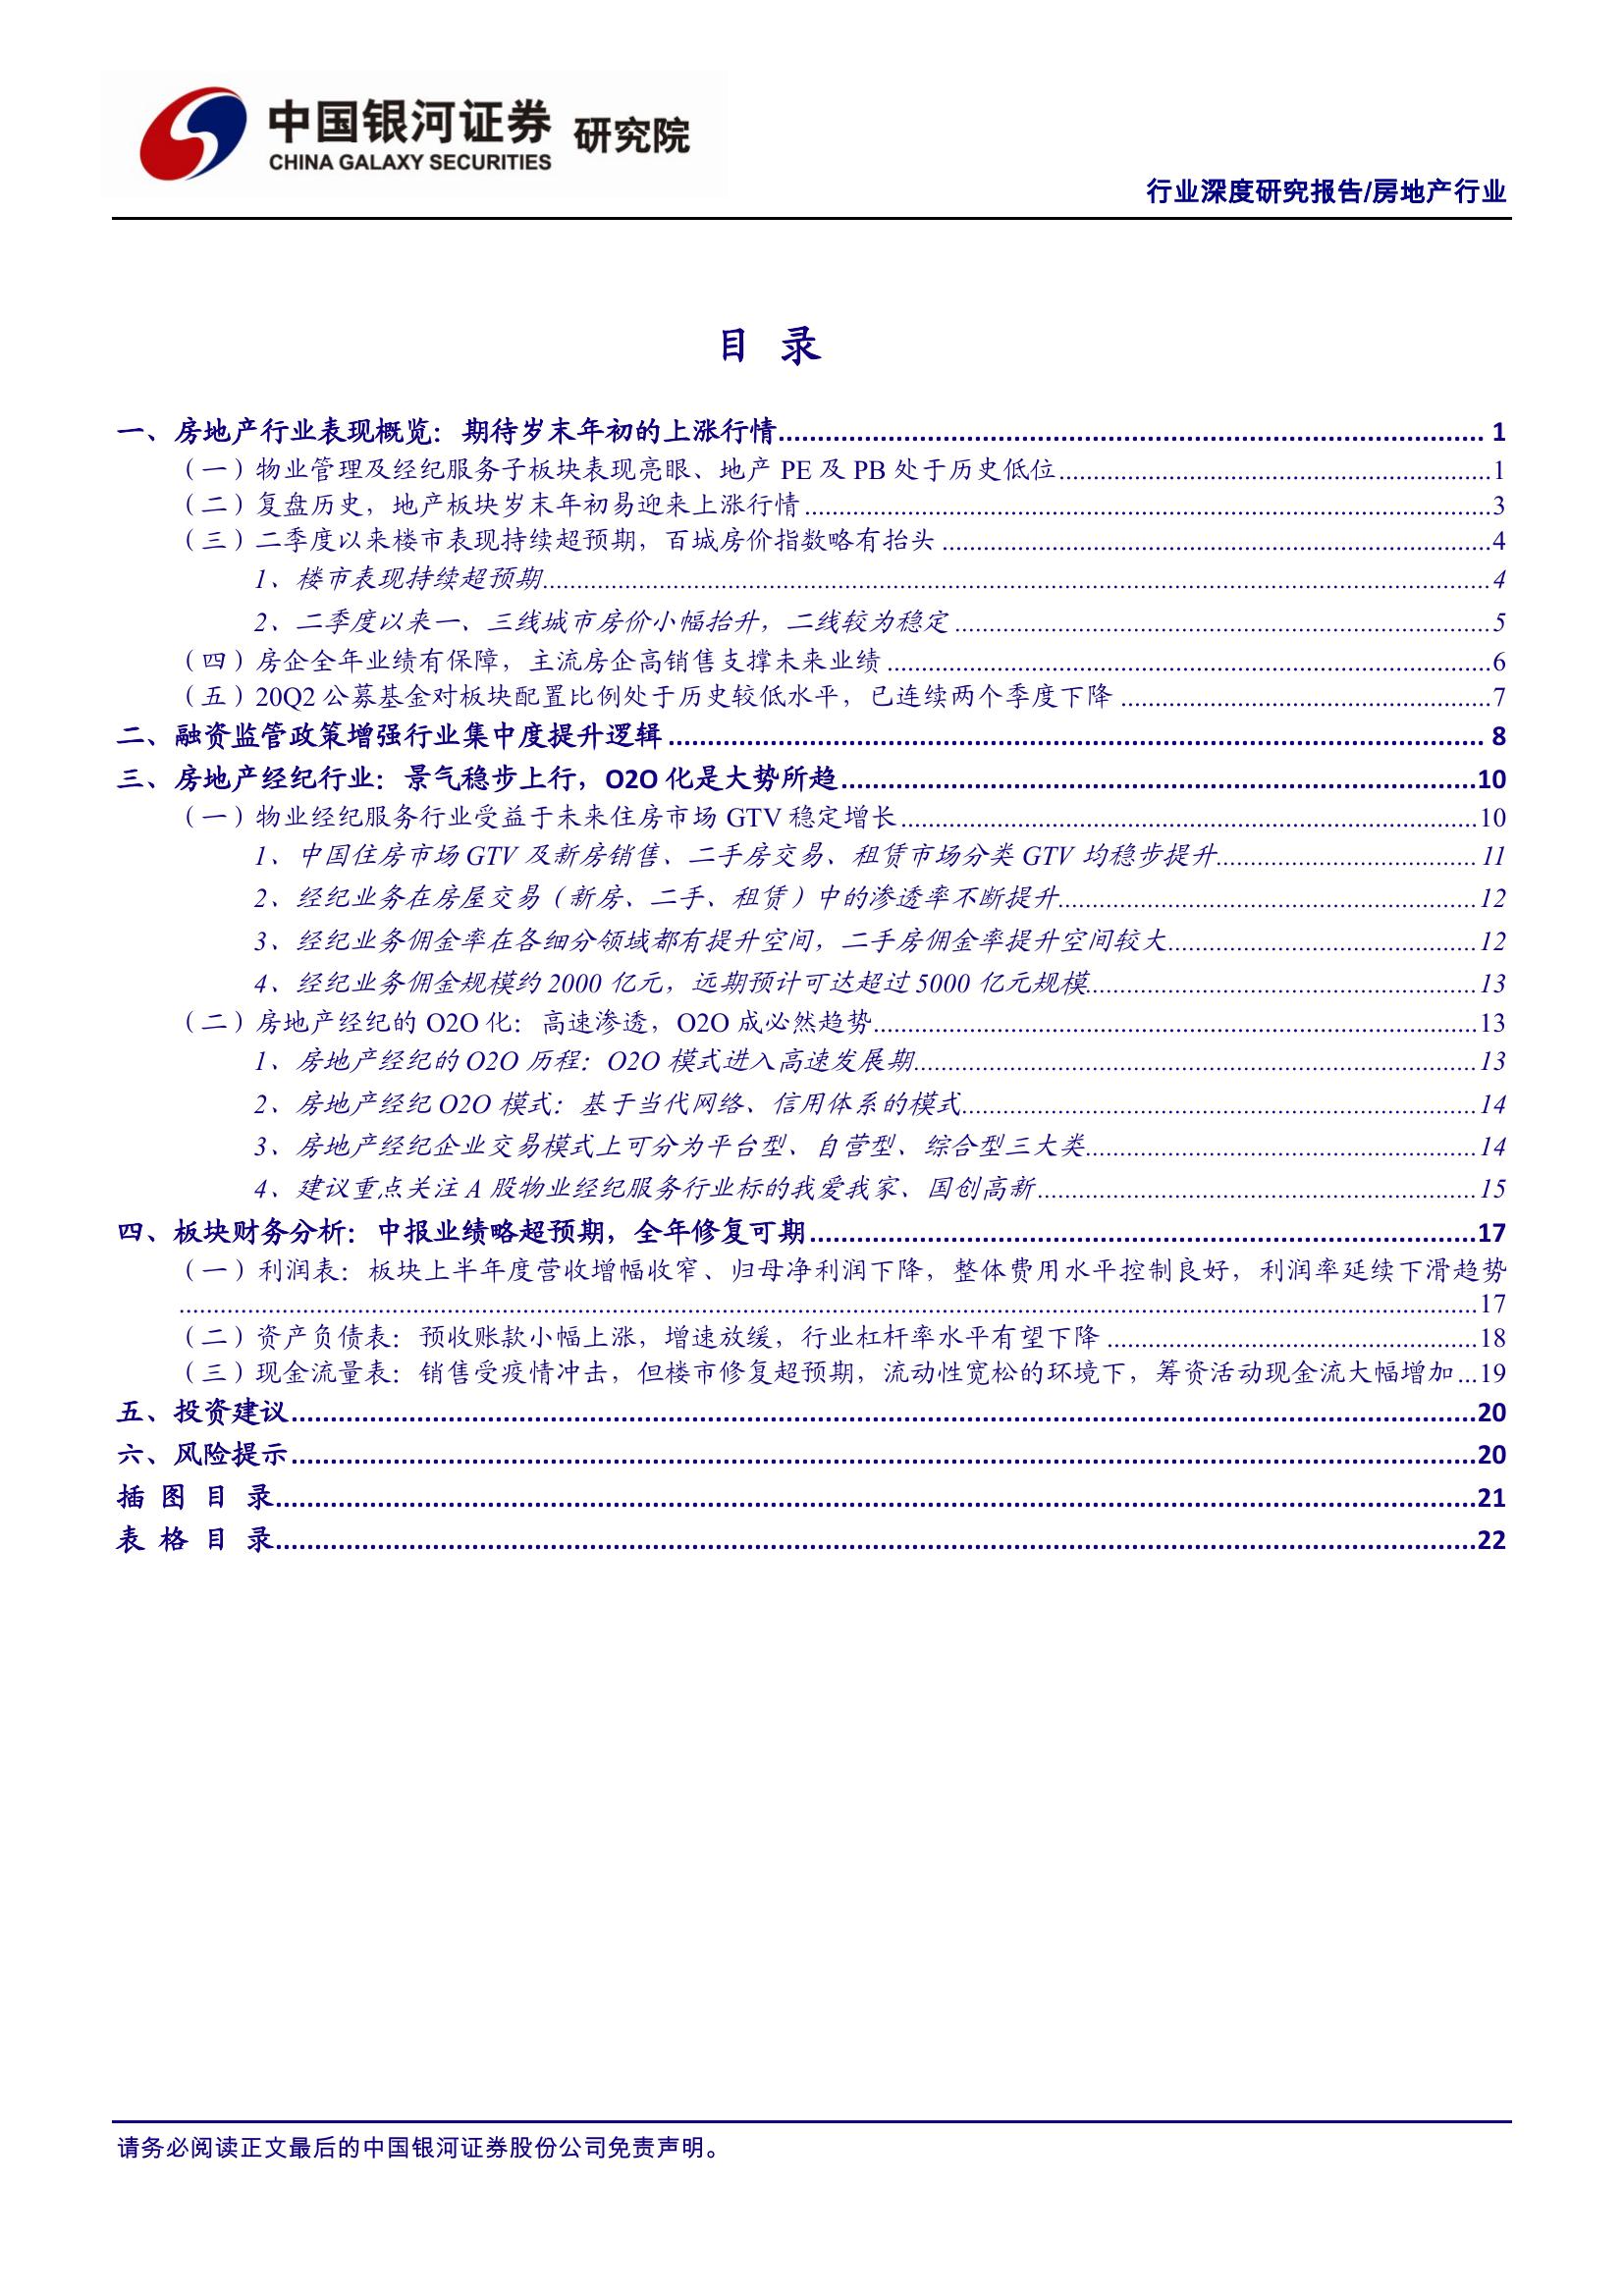 中国银河证券 研究院
CHINA GALAXY SECURITIES
行业深度研究报告/房地产行业
目 录
一、房地产行业表现概览：期待岁末年初的上涨行情........ 1
（一）物业管理及经纪服务子板块表现亮眼、地产 PE 及 PB 处于历史低位........1
（二）复盘历史，地产板块岁末年初易迎来上涨行情........3
（三）二季度以来楼市表现持续超预期，百城房价指数略有抬头........4
1、楼市表现持续超预期........4
2、二季度以来一、三线城市房价小幅抬升，二线较为稳定........5
（四）房企全年业绩有保障，主流房企高销售支撑未来业绩........6
（五）20Q2 公募基金对板块配置比例处于历史较低水平，已连续两个季度下降........7
二、融资监管政策增强行业集中度提升逻辑........ 8
三、房地产经纪行业：景气稳步上行，O2O 化是大势所趋........10
（一）物业经纪服务行业受益于未来住房市场 GTV 稳定增长........10
1、中国住房市场 GTV 及新房销售、二手房交易、租赁市场分类 GTV 均稳步提升........11
2、经纪业务在房屋交易（新房、二手、租赁）中的渗透率不断提升........12
3、经纪业务佣金率在各细分领域都有提升空间，二手房佣金率提升空间较大........12
4、经纪业务佣金规模约 2000 亿元，远期预计可达超过 5000 亿元规模........13
（二）房地产经纪的 O2O 化：高速渗透，O2O 成必然趋势........13
1、房地产经纪的 O2O 历程：O2O 模式进入高速发展期........13
2、房地产经纪 O2O 模式：基于当代网络、信用体系的模式........14
3、房地产经纪企业交易模式上可分为平台型、自营型、综合型三大类........14
4、建议重点关注 A 股物业经纪服务行业标的我爱我家、国创高新........15
四、板块财务分析：中报业绩略超预期，全年修复可期........17
（一）利润表：板块上半年度营收增幅收窄、归母净利润下降，整体费用水平控制良好，利润率延续下滑趋势
........17
（二）资产负债表：预收账款小幅上涨，增速放缓，行业杠杆率水平有望下降........18
（三）现金流量表：销售受疫情冲击，但楼市修复超预期，流动性宽松的环境下，筹资活动现金流大幅增加...19
五、投资建议........20
六、风险提示........20
插 图 目 录........21
表 格 目 录........22
请务必阅读正文最后的中国银河证券股份公司免责声明。